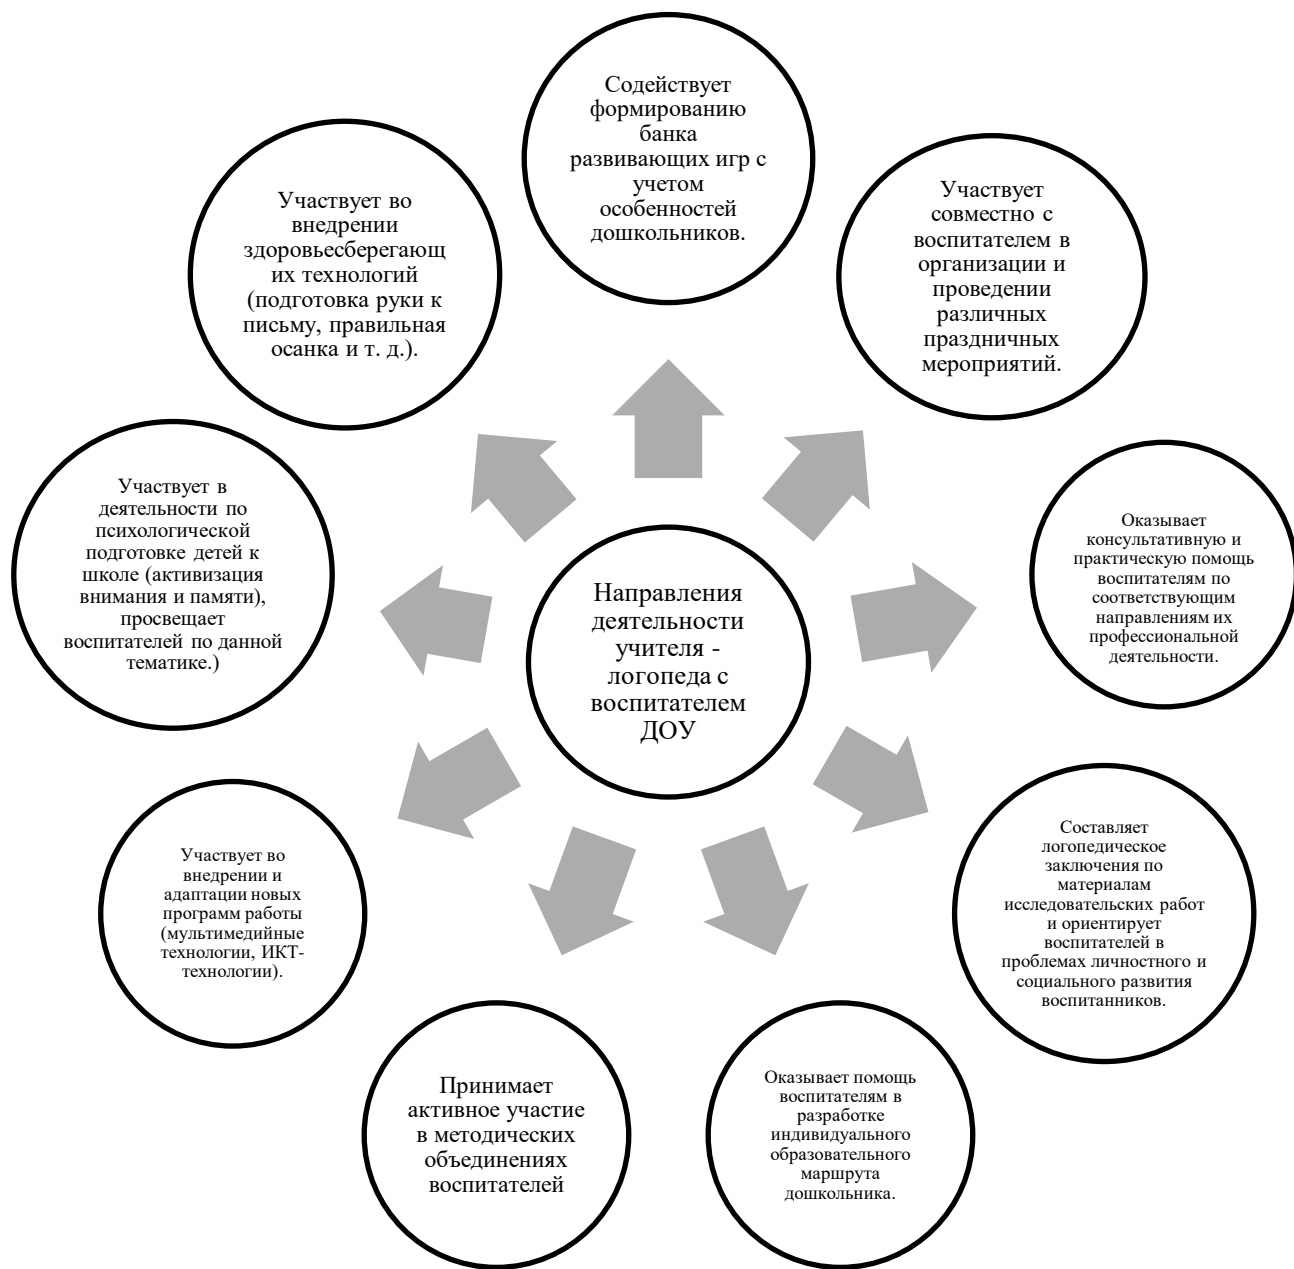 Содействует
формированию
банка
развивающих игр с
учетом
особенностей
дошкольников.
Участвует
совместно с
воспитателем в
организации и
проведении
различных
праздничных
мероприятий.
Оказывает
консультативную и
практическую помощь
воспитателям по
соответствующим
направлениям их
профессиональной
деятельности.
Составляет
логопедическое
заключения по
материалам
исследовательских работ
и ориентирует
воспитателей в
проблемах личностного и
социального развития
воспитанников.
Оказывает помощь
воспитателям в
разработке
индивидуального
образовательного
маршрута
дошкольника.
Принимает
активное участие
в методических
объединениях
воспитателей
Участвует во
внедрении и
адаптации новых
программ работы
(мультимедийные
технологии, ИКТ-
технологии).
Участвует в
деятельности по
психологической
подготовке детей к
школе (активизация
внимания и памяти),
просвещает
воспитателей по данной
тематике.)
Участвует во
внедрении
здоровьесберегающ
их технологий
(подготовка руки к
письму, правильная
осанка и т. д.).
Направления
деятельности
учителя -
логопеда с
воспитателем
ДОУ